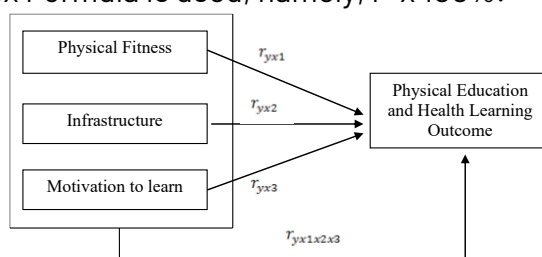 Physical Fitness
r_yx1
Physical Education
and Health Learning
Outcome
r_yx2
Infrastructure
Motivation to learn
r_yx3
r_yx1x2x3